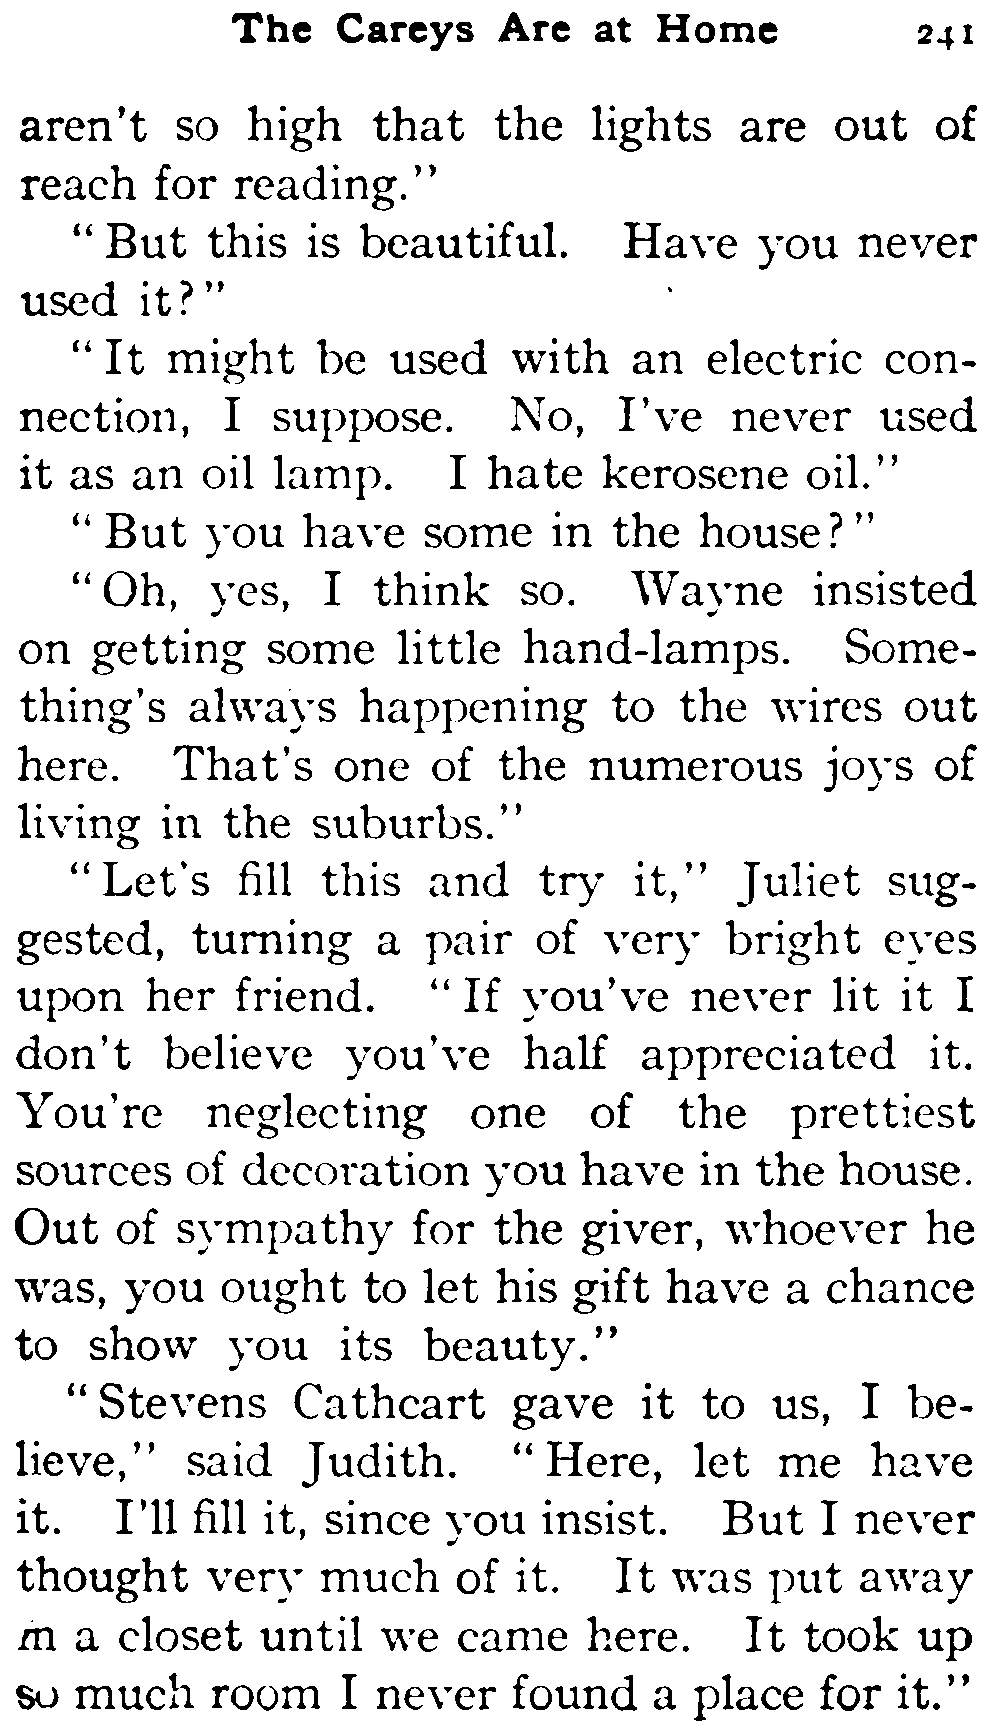 The Careys Are at Home 241
aren't so high that the lights are out of
reach for reading."
"But this is beautiful. Have you never
used it?"
"It might be used with an electric con-
nection, I suppose. No, I've never used
it as an oil lamp. I hate kerosene oil."
"But you have some in the house?"
"Oh, yes, I think so. Wayne insisted
on getting some little hand-lamps. Some-
thing's always happening to the wires out
here. That's one of the numerous joys of
living in the suburbs."
"Let's fill this and try it," Juliet sug-
gested, turning a pair of very bright eyes
upon her friend. "If you've never lit it I
don't believe you've half appreciated it.
You're neglecting one of the prettiest
sources of decoration you have in the house.
Out of sympathy for the giver, whoever he
was, you ought to let his gift have a chance
to show you its beauty."
"Stevens Cathcart gave it to us, I be-
lieve," said Judith. "Here, let me have
it. I'll fill it, since you insist. But I never
thought very much of it. It was put away
in a closet until we came here. It took up
so much room I never found a place for it."